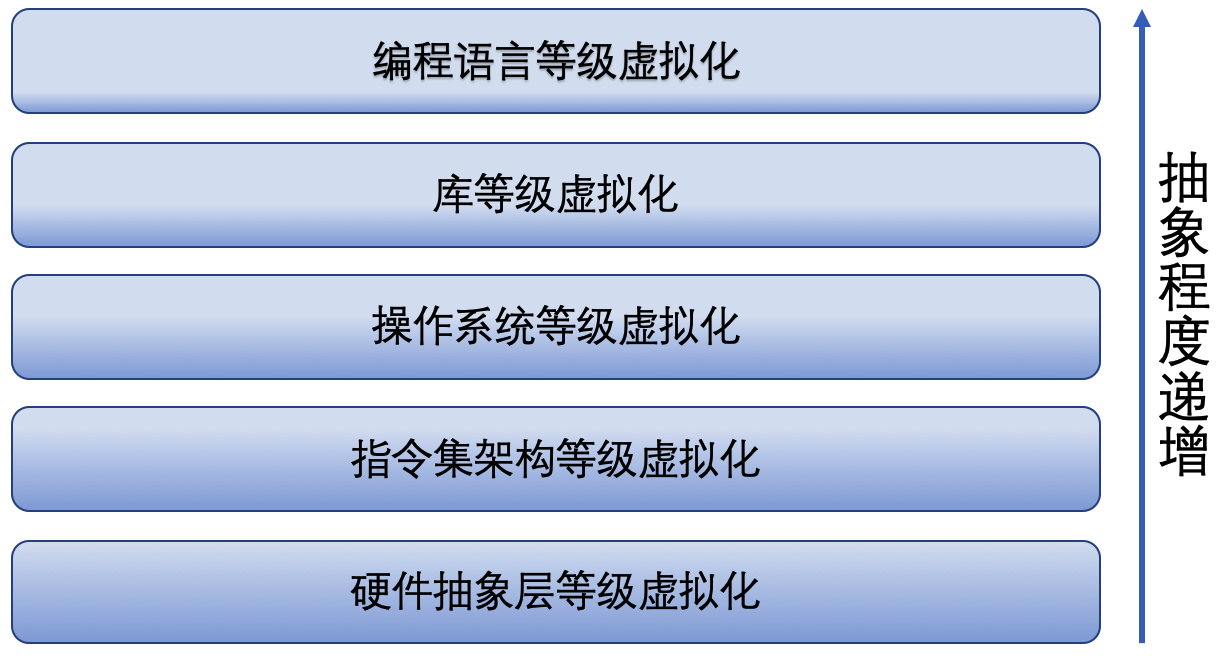 编程语言等级虚拟化
库等级虚拟化
操作系统等级虚拟化
指令集架构等级虚拟化
硬件抽象层等级虚拟化
抽象程度递增